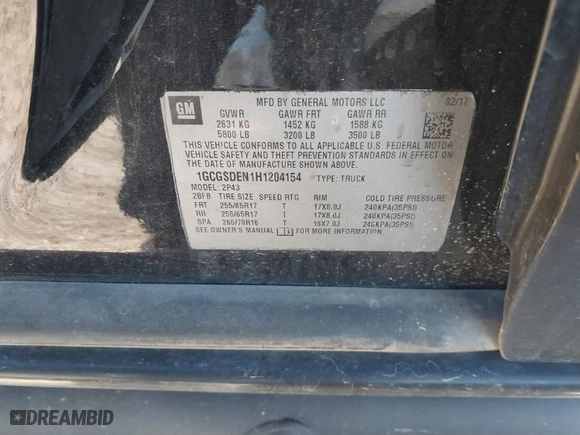 GM
MFD BY GENERAL MOTORS LLC 02/17
GVWR GAWR FRT GAWR RR
2631 KG 1452 KG 1588 KG
5800 LB 3200 LB 3500 LB
THIS VEHICLE CONFORMS TO ALL APPLICABLE U.S. FEDERAL MOTOR
VEHICLE SAFETY AND THEFT PREVENTION STANDARDS IN EFFECT ON
THE DATE OF MANUFACTURE SHOWN ABOVE.
1GCGSDEN1H1204154 TYPE: TRUCK
MODEL: 2P43
2BFB TIRE SIZE SPEED RTG RIM COLD TIRE PRESSURE
FRT 255/65R17 T 17X8.0J 240KPA(35PSI)
RR 255/65R17 T 17X8.0J 240KPA(35PSI)
SPA 265/70R16 T 16X7.0J 240KPA(35PSI)
SEE OWNER'S MANUAL FOR MORE INFORMATION.
DREAMBID